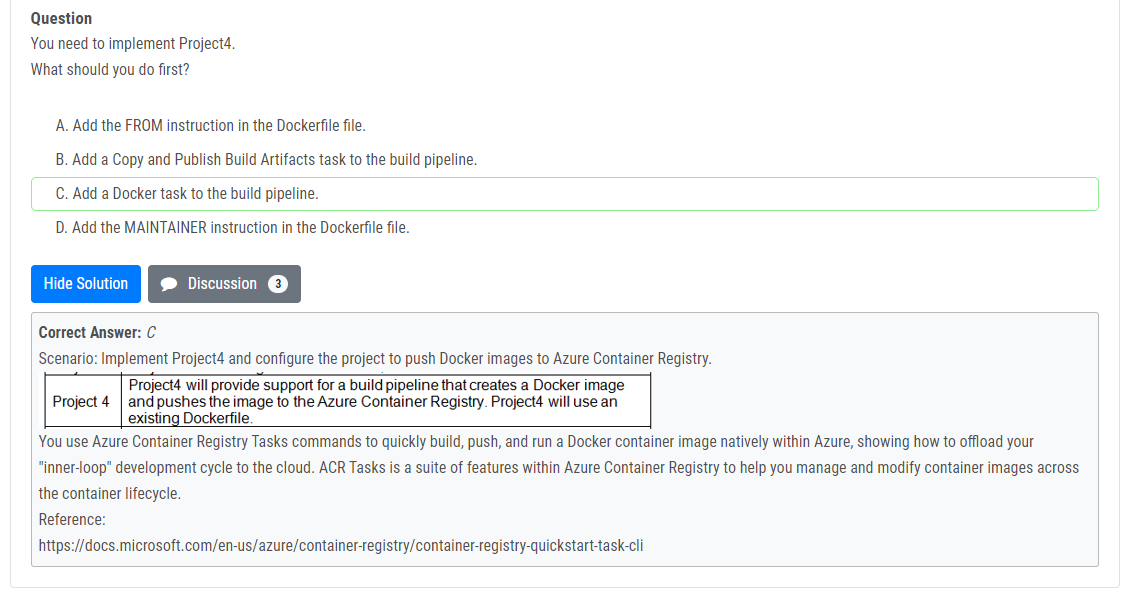 Question
You need to implement Project4.
What should you do first?
A. Add the FROM instruction in the Dockerfile file.
B. Add a Copy and Publish Build Artifacts task to the build pipeline.
C. Add a Docker task to the build pipeline.
D. Add the MAINTAINER instruction in the Dockerfile file.
Hide Solution Discussion 3
Correct Answer: C
Scenario: Implement Project4 and configure the project to push Docker images to Azure Container Registry.
Project 4 Project4 will provide support for a build pipeline that creates a Docker image
and pushes the image to the Azure Container Registry. Project4 will use an
existing Dockerfile.
You use Azure Container Registry Tasks commands to quickly build, push, and run a Docker container image natively within Azure, showing how to offload your
"inner-loop" development cycle to the cloud. ACR Tasks is a suite of features within Azure Container Registry to help you manage and modify container images across
the container lifecycle.
Reference:
https://docs.microsoft.com/en-us/azure/container-registry/container-registry-quickstart-task-cli